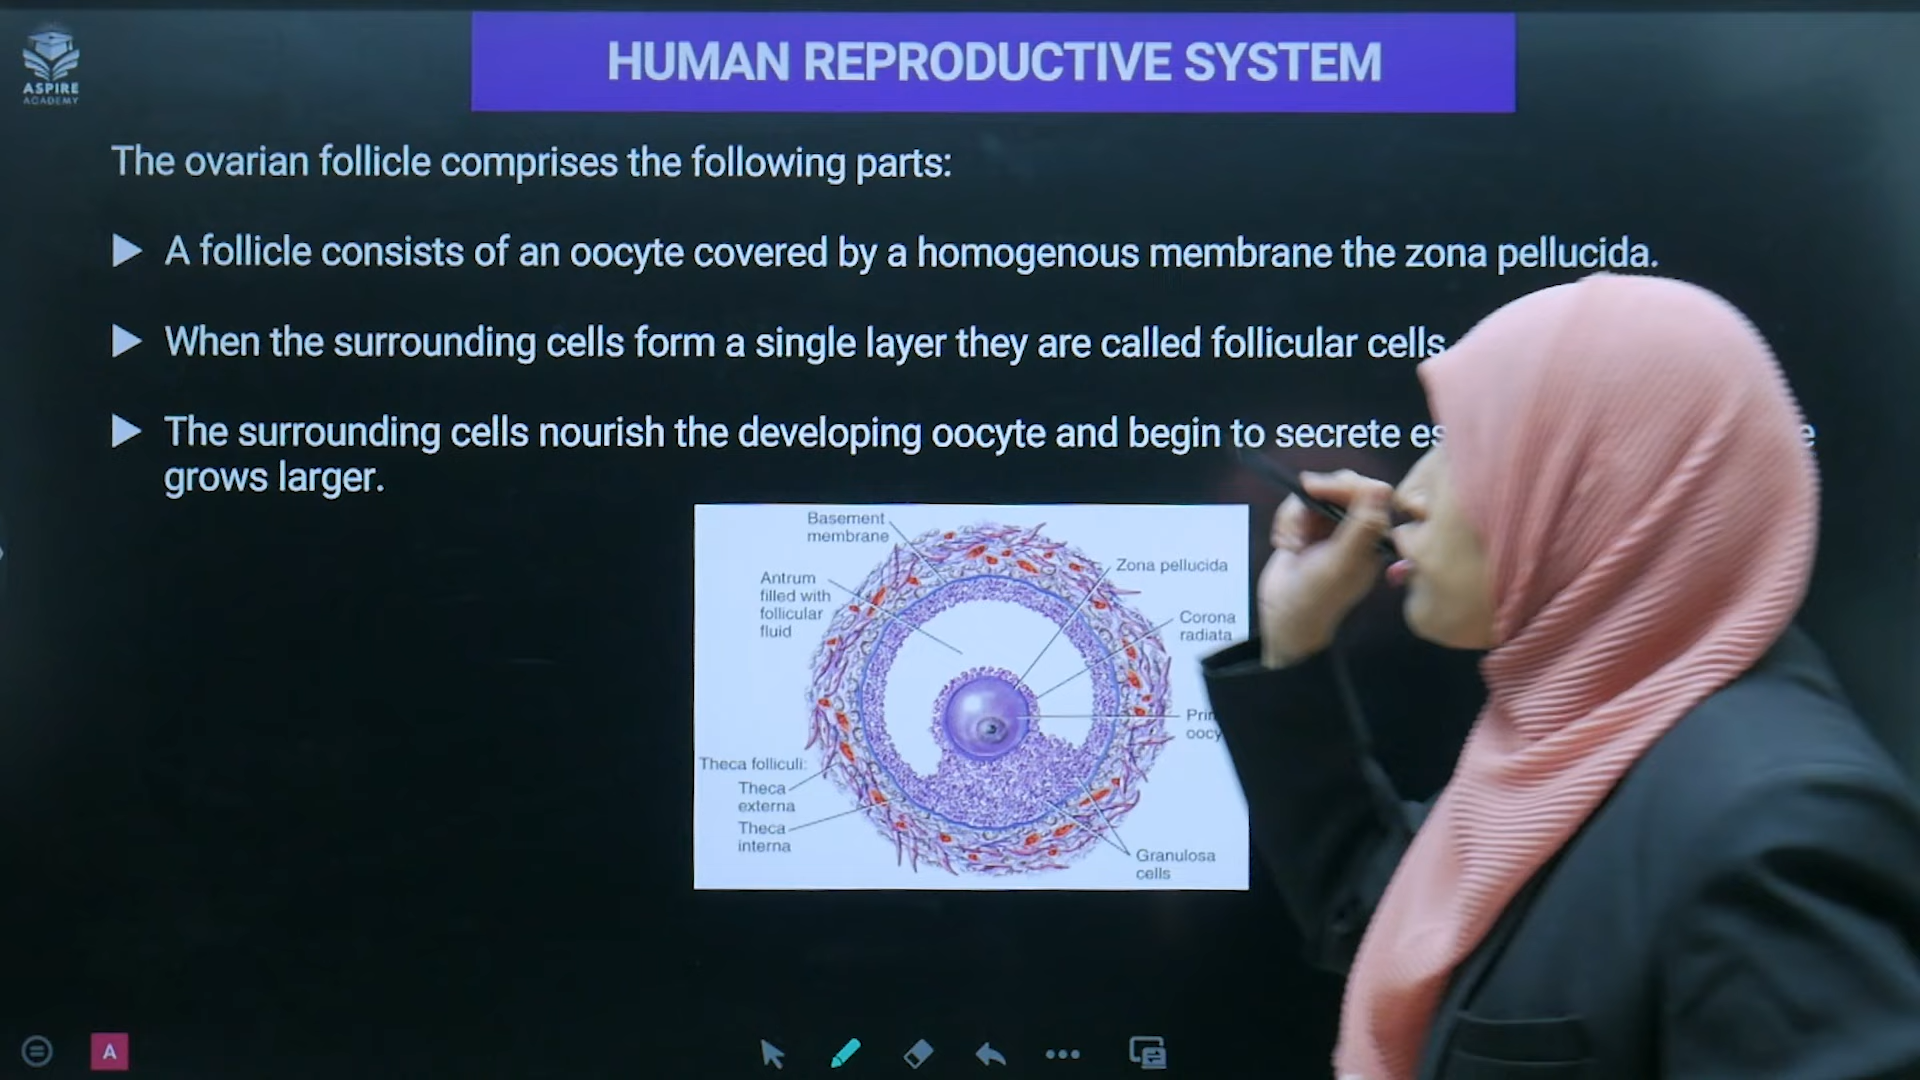 ASPIRE
ACADEMY
HUMAN REPRODUCTIVE SYSTEM
The ovarian follicle comprises the following parts:
A follicle consists of an oocyte covered by a homogenous membrane the zona pellucida.
When the surrounding cells form a single layer they are called follicular cells
The surrounding cells nourish the developing oocyte and begin to secrete
grows larger.
Basement
membrane
Antrum
filled with
follicular
fluid
Zona pellucida
Corona
radiata
Theca folliculi:
Theca
externa
Theca
interna
Granulosa
cells
A